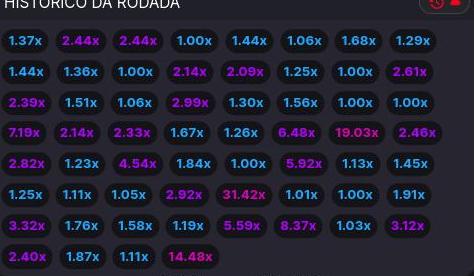 HISTÓRICO DA RODADA
1.37x 2.44x 2.44x 1.00x 1.44x 1.06x 1.68x 1.29x
1.44x 1.36x 1.00x 2.14x 2.09x 1.25x 1.00x 2.61x
2.39x 1.51x 1.06x 2.99x 1.30x 1.56x 1.00x 1.00x
7.19x 2.14x 2.33x 1.67x 1.26x 6.48x 19.03x 2.46x
2.82x 1.23x 4.54x 1.84x 1.00x 5.92x 1.13x 1.45x
1.25x 1.11x 1.05x 2.92x 31.42x 1.01x 1.00x 1.91x
3.32x 1.76x 1.58x 1.19x 5.59x 8.37x 1.03x 3.12x
2.40x 1.87x 1.11x 14.48x